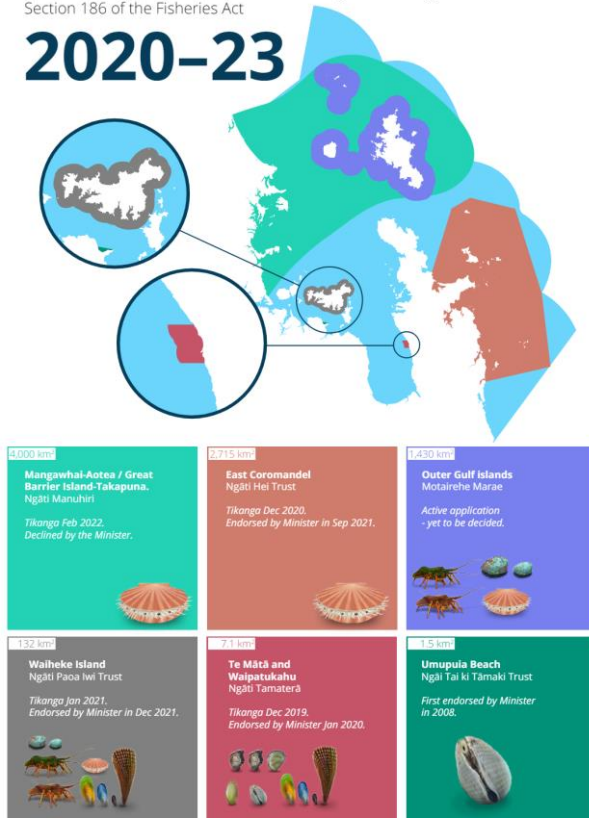 Section 186 of the Fisheries Act
2020–23
4,000 km²
Mangawhai-Aotea / Great
Barrier Island-Takapuna.
Ngāti Manuhiri
Tikanga Feb 2022.
Declined by the Minister.
2,715 km²
East Coromandel
Ngāti Hei Trust
Tikanga Dec 2020.
Endorsed by Minister in Sep 2021.
1,430 km²
Outer Gulf islands
Motairehe Marae
Active application
- yet to be decided.
132 km²
Waiheke Island
Ngāti Paoa Iwi Trust
Tikanga Jan 2021.
Endorsed by Minister in Dec 2021.
7.1 km²
Te Mātā and
Waipatukahu
Ngāti Tamaterā
Tikanga Dec 2019.
Endorsed by Minister Jan 2020.
1.5 km²
Umupuia Beach
Ngāi Tai ki Tāmaki Trust
First endorsed by Minister
in 2008.